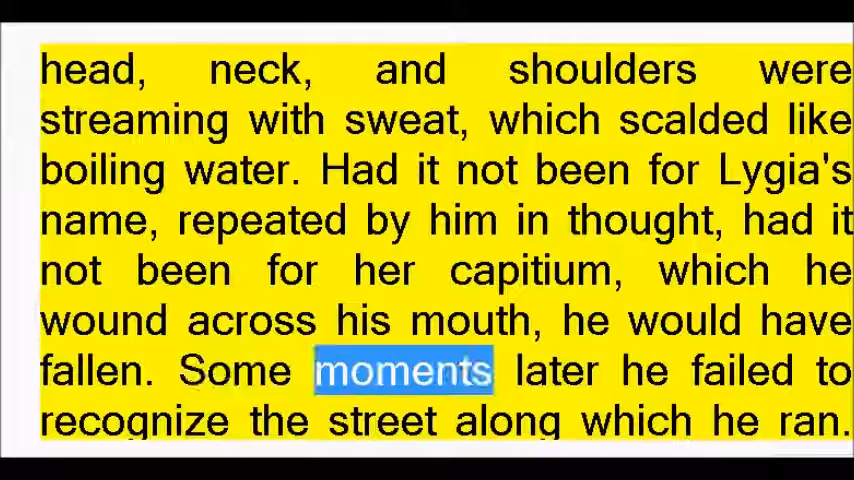 head, neck, and shoulders were
streaming with sweat, which scalded like
boiling water. Had it not been for Lygia's
name, repeated by him in thought, had it
not been for her capitium, which he
wound across his mouth, he would have
fallen. Some moments later he failed to
recognize the street along which he ran.